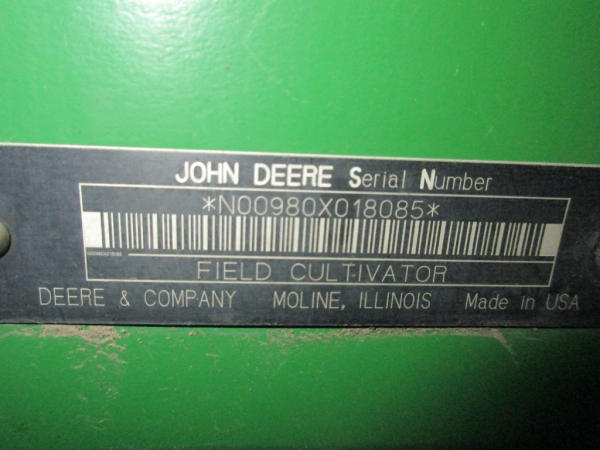 JOHN DEERE Serial Number
*N00980X018085*
FIELD CULTIVATOR
DEERE & COMPANY MOLINE, ILLINOIS Made in USA